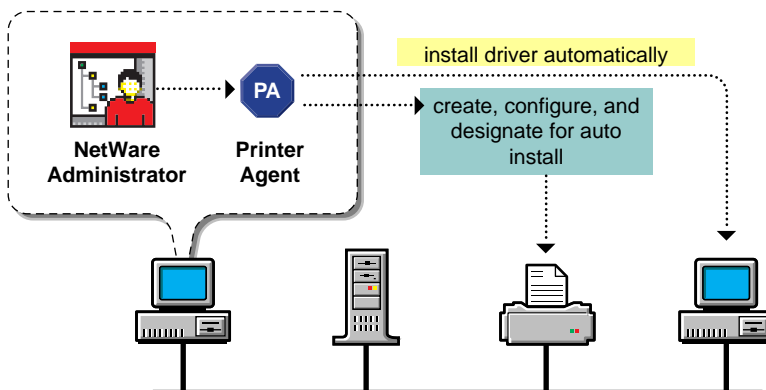 install driver automatically
PA
create, configure, and
designate for auto
install
NetWare
Administrator
Printer
Agent